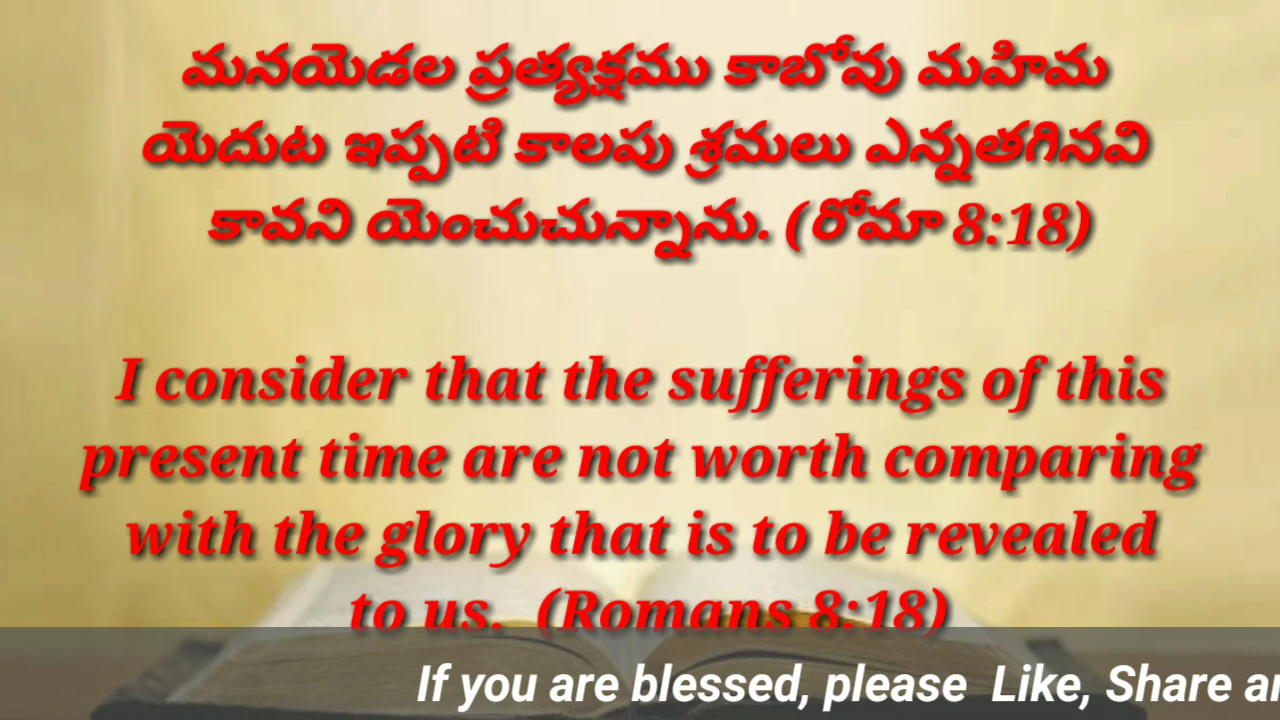 మనయెడల ప్రత్యక్షము కాబోవు మహిమ
యెదుట ఇప్పటి కాలపు శ్రమలు ఎన్నతగినవి
కావని యెంచుచున్నాను. (రోమా 8:18)
I consider that the sufferings of this
present time are not worth comparing
with the glory that is to be revealed
to us. (Romans 8:18)
If you are blessed, please Like, Share